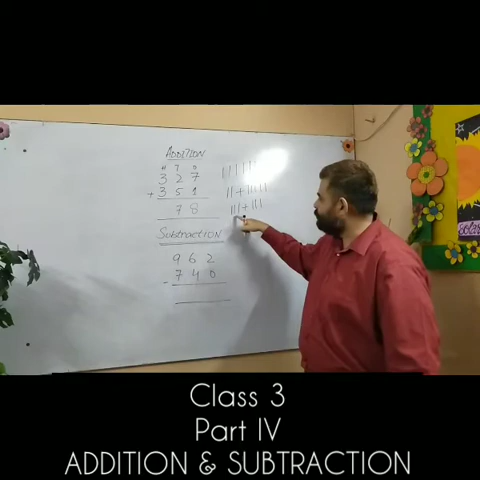 ADDITION
H T O
3 2 7
+ 3 5 1
7 8
SUBTRACTION
9 6 2
- 7 4 0
Class 3
Part IV
ADDITION & SUBTRACTION